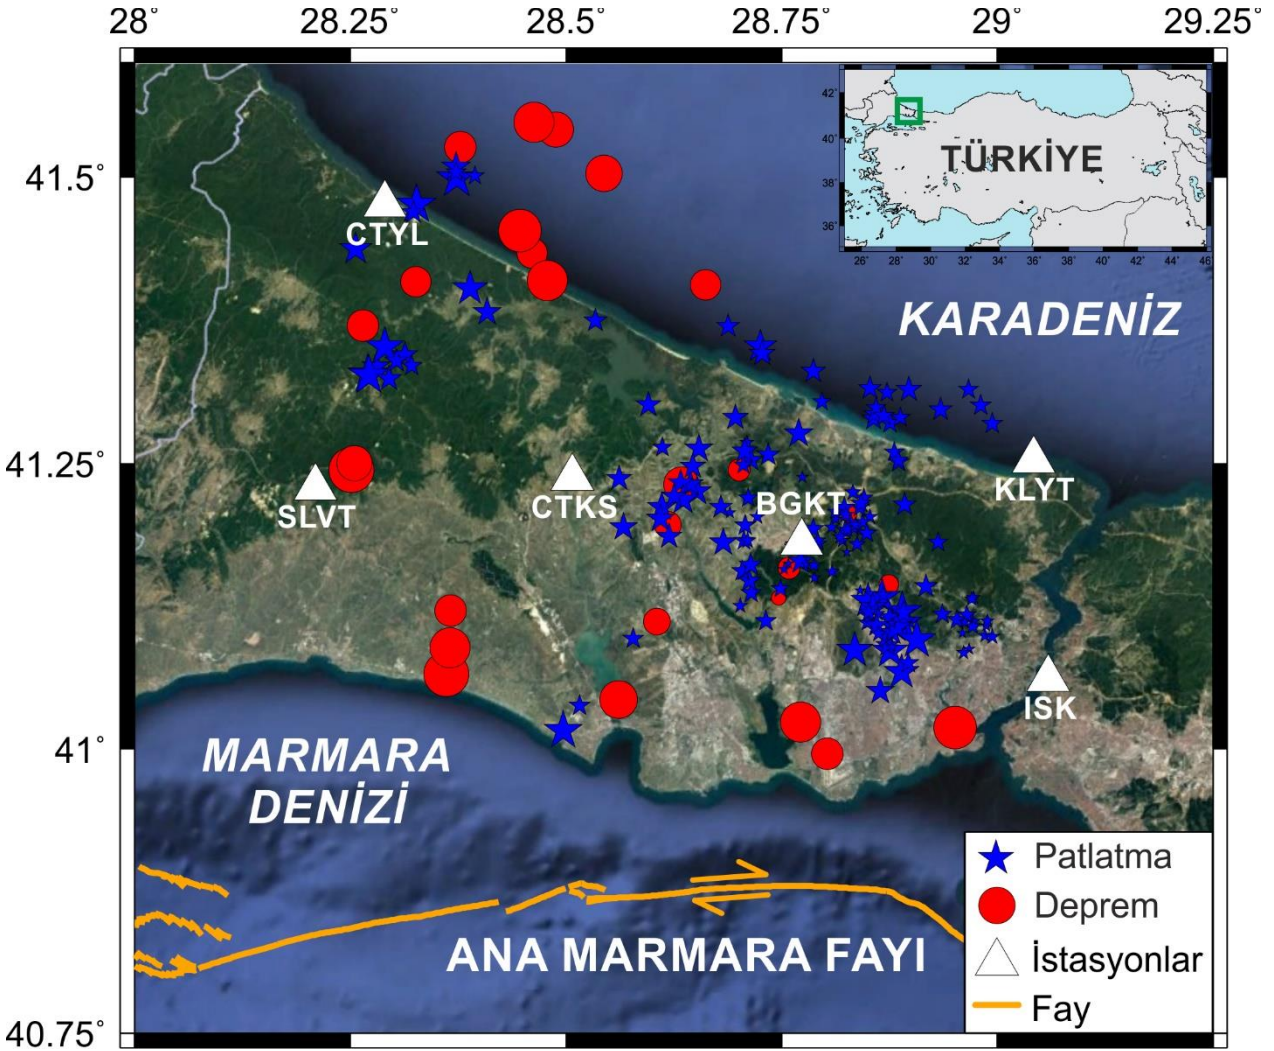 28° 28.25° 28.5° 28.75° 29° 29.25°
42°
40°
38°
36°
26° 28° 30° 32° 34° 36° 38° 40° 42° 44° 46°
TÜRKİYE
41.5°
CTYL
KARADENİZ
41.25°
SLVT
CTKS
BGKT
KLYT
ISK
41°
MARMARA
DENİZİ
Patlatma
Deprem
İstasyonlar
Fay
ANA MARMARA FAYI
40.75°